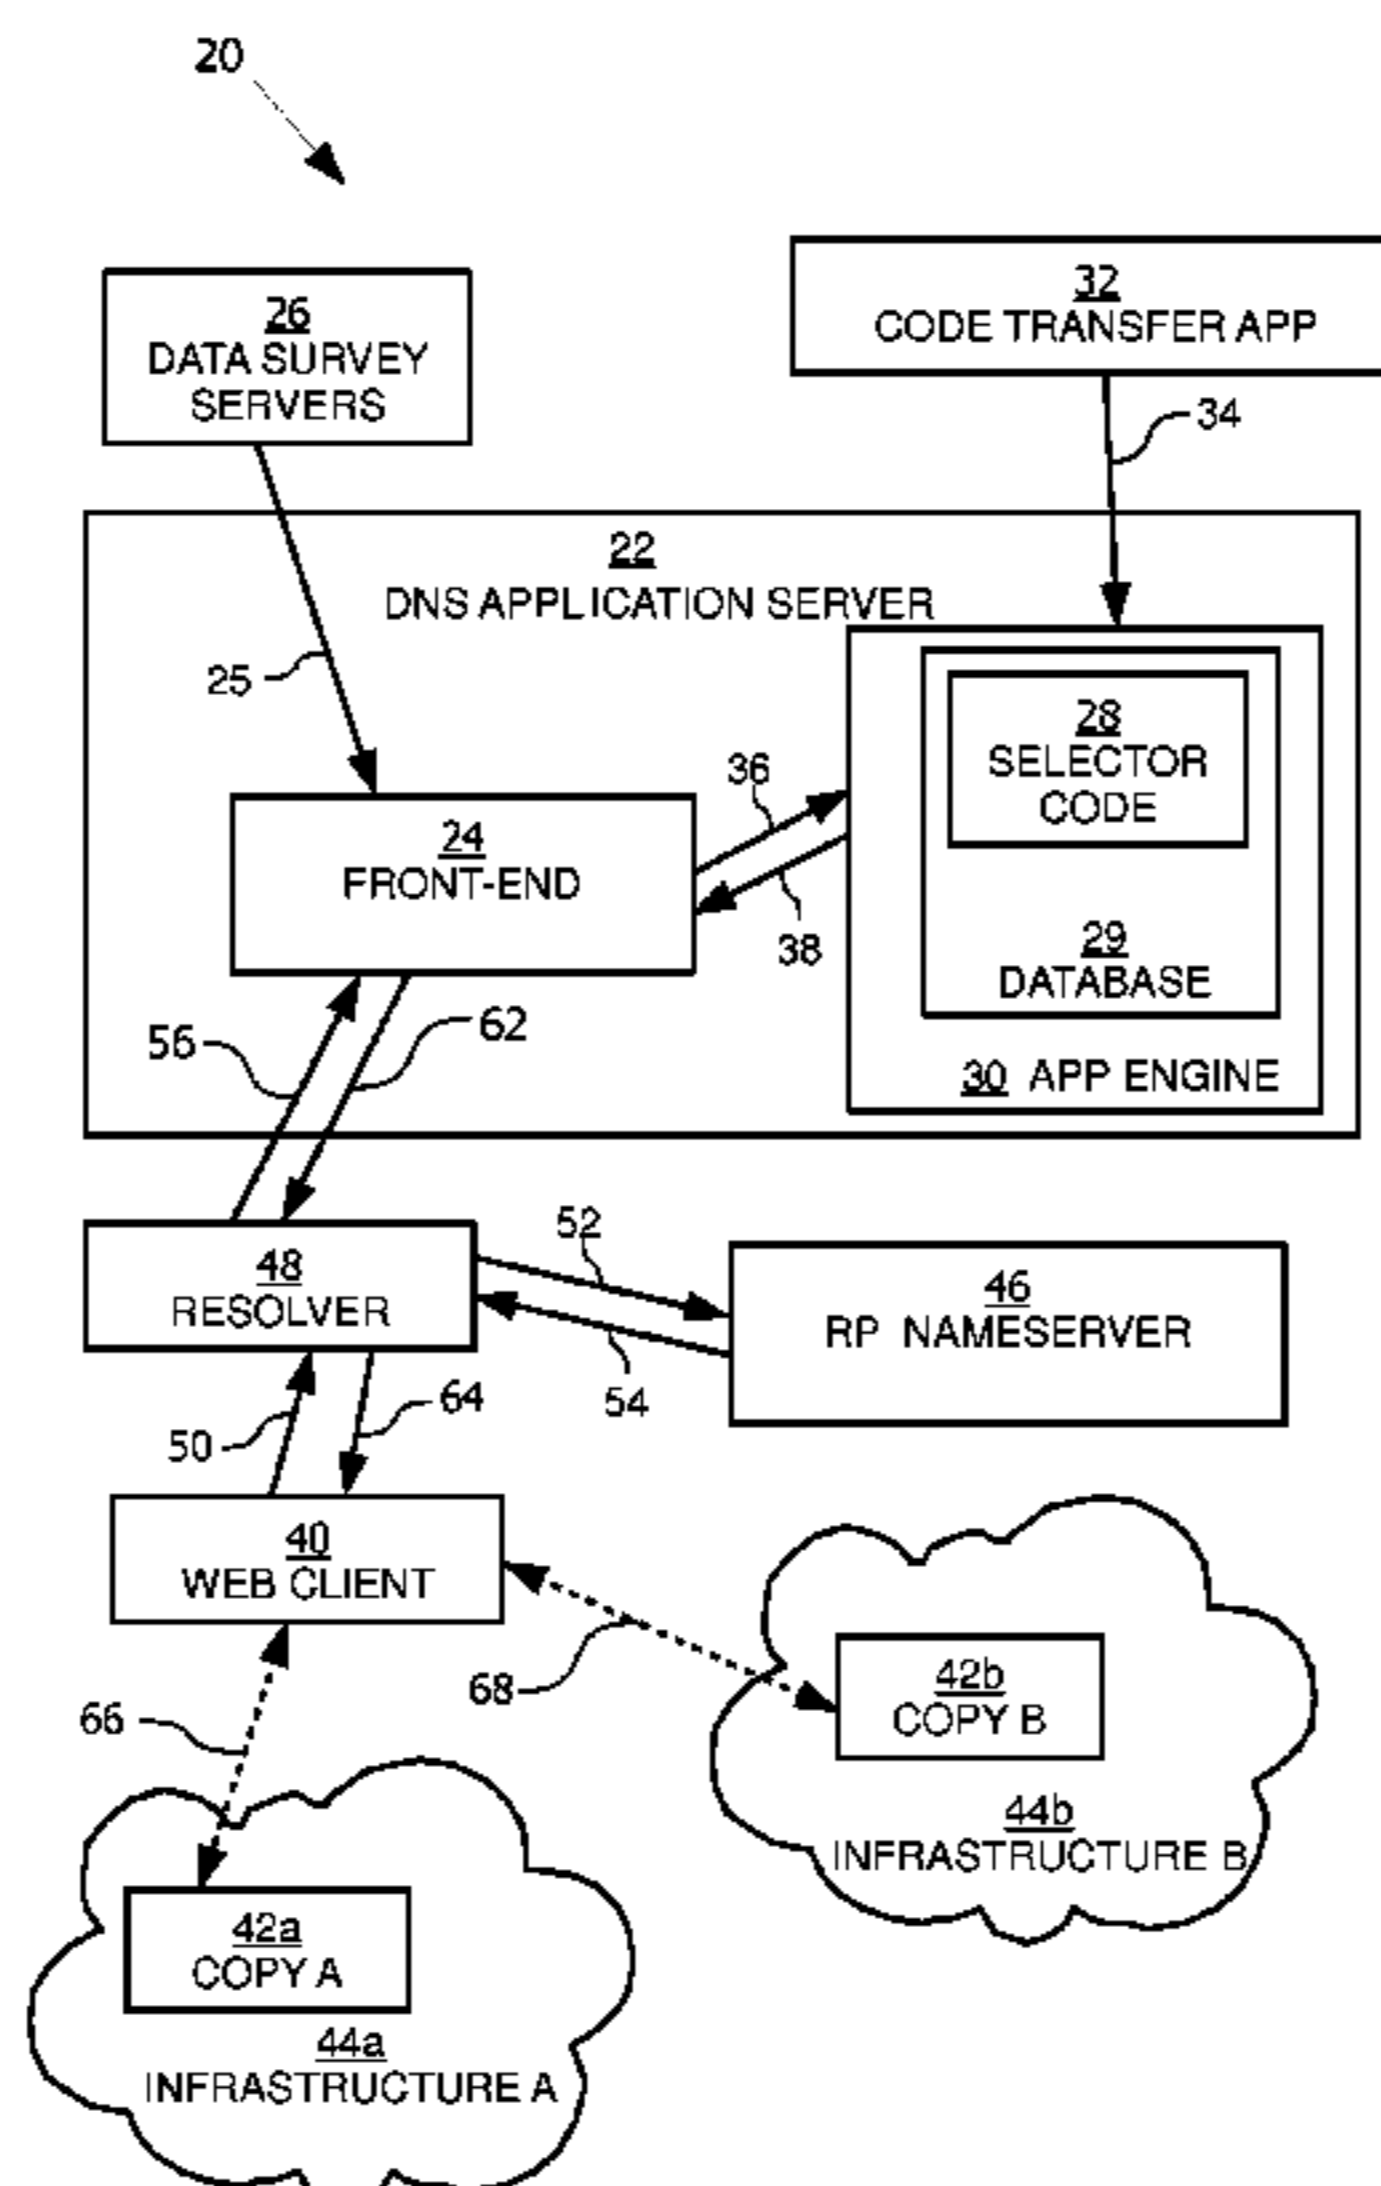 20
26
DATA SURVEY
SERVERS
32
CODE TRANSFER APP
34
22
DNS APPLICATION SERVER
25
28
SELECTOR
CODE
36
24
FRONT-END
38
29
DATABASE
56
62
30 APP ENGINE
52
48
RESOLVER
46
RP NAMESERVER
54
64
50
40
WEB CLIENT
68
42b
COPY B
66
44b
INFRASTRUCTURE B
42a
COPY A
44a
INFRASTRUCTURE A